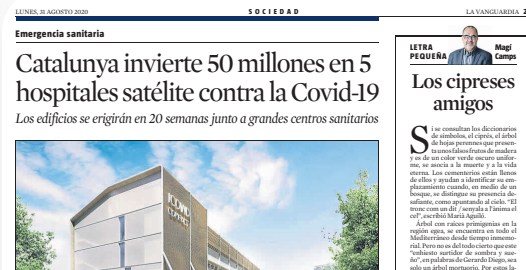 LUNES, 31 AGOSTO 2020
SOCIEDAD
LA VANGUARDIA 2
Emergencia sanitaria
Catalunya invierte 50 millones en 5
hospitales satélite contra la Covid-19
Los edificios se erigirán en 20 semanas junto a grandes centros sanitarios
LETRA
PEQUEÑA
Magí
Camps
Los cipreses
amigos
Si se consultan los diccionarios
de símbolos, el ciprés, el árbol
de hojas perennes que presen-
ta unos falsos frutos de madera
y es de un color verde oscuro unifor-
me, se asocia a la muerte y a la vida
eterna. Los cementerios están llenos
de ellos y ayudan a identificar su em-
plazamiento cuando, en medio de un
bosque, se distingue su presencia de-
safiante, como apuntando al cielo. “El
tronc com un dit / senyala a l’ànima el
cel”, escribió Marià Aguiló.
Árbol con raíces primigenias en la
región egea, se encuentra en todo el
Mediterráneo desde tiempo inmemo-
rial. Pero no es del todo cierto que este
“enhiesto surtidor de sombra y sue-
ño”, en palabras de Gerardo Diego, sea
solo un árbol mortuorio. Por estos la-